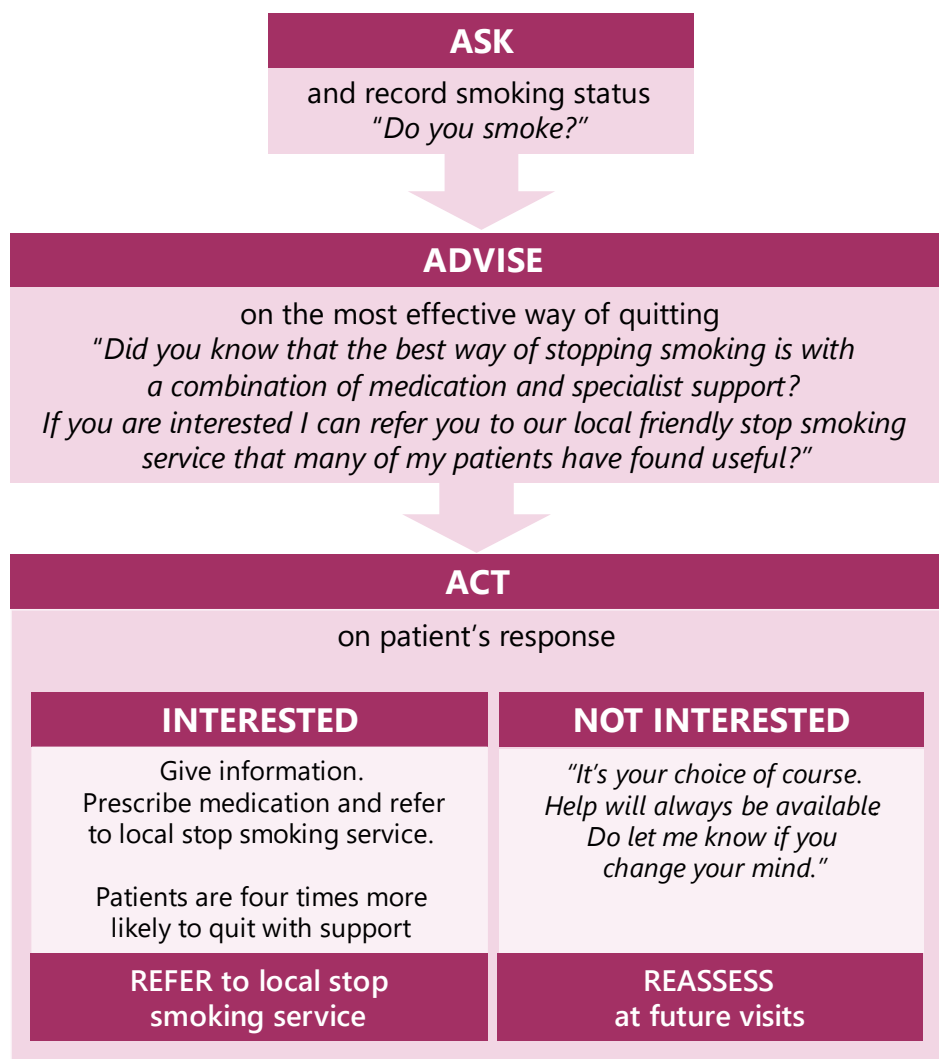 ASK
and record smoking status
“Do you smoke?”
ADVISE
on the most effective way of quitting
“Did you know that the best way of stopping smoking is with
a combination of medication and specialist support?
If you are interested I can refer you to our local friendly stop smoking
service that many of my patients have found useful?”
ACT
on patient’s response
INTERESTED
Give information.
Prescribe medication and refer
to local stop smoking service.
Patients are four times more
likely to quit with support
REFER to local stop
smoking service
NOT INTERESTED
“It’s your choice of course.
Help will always be available.
Do let me know if you
change your mind.”
REASSESS
at future visits